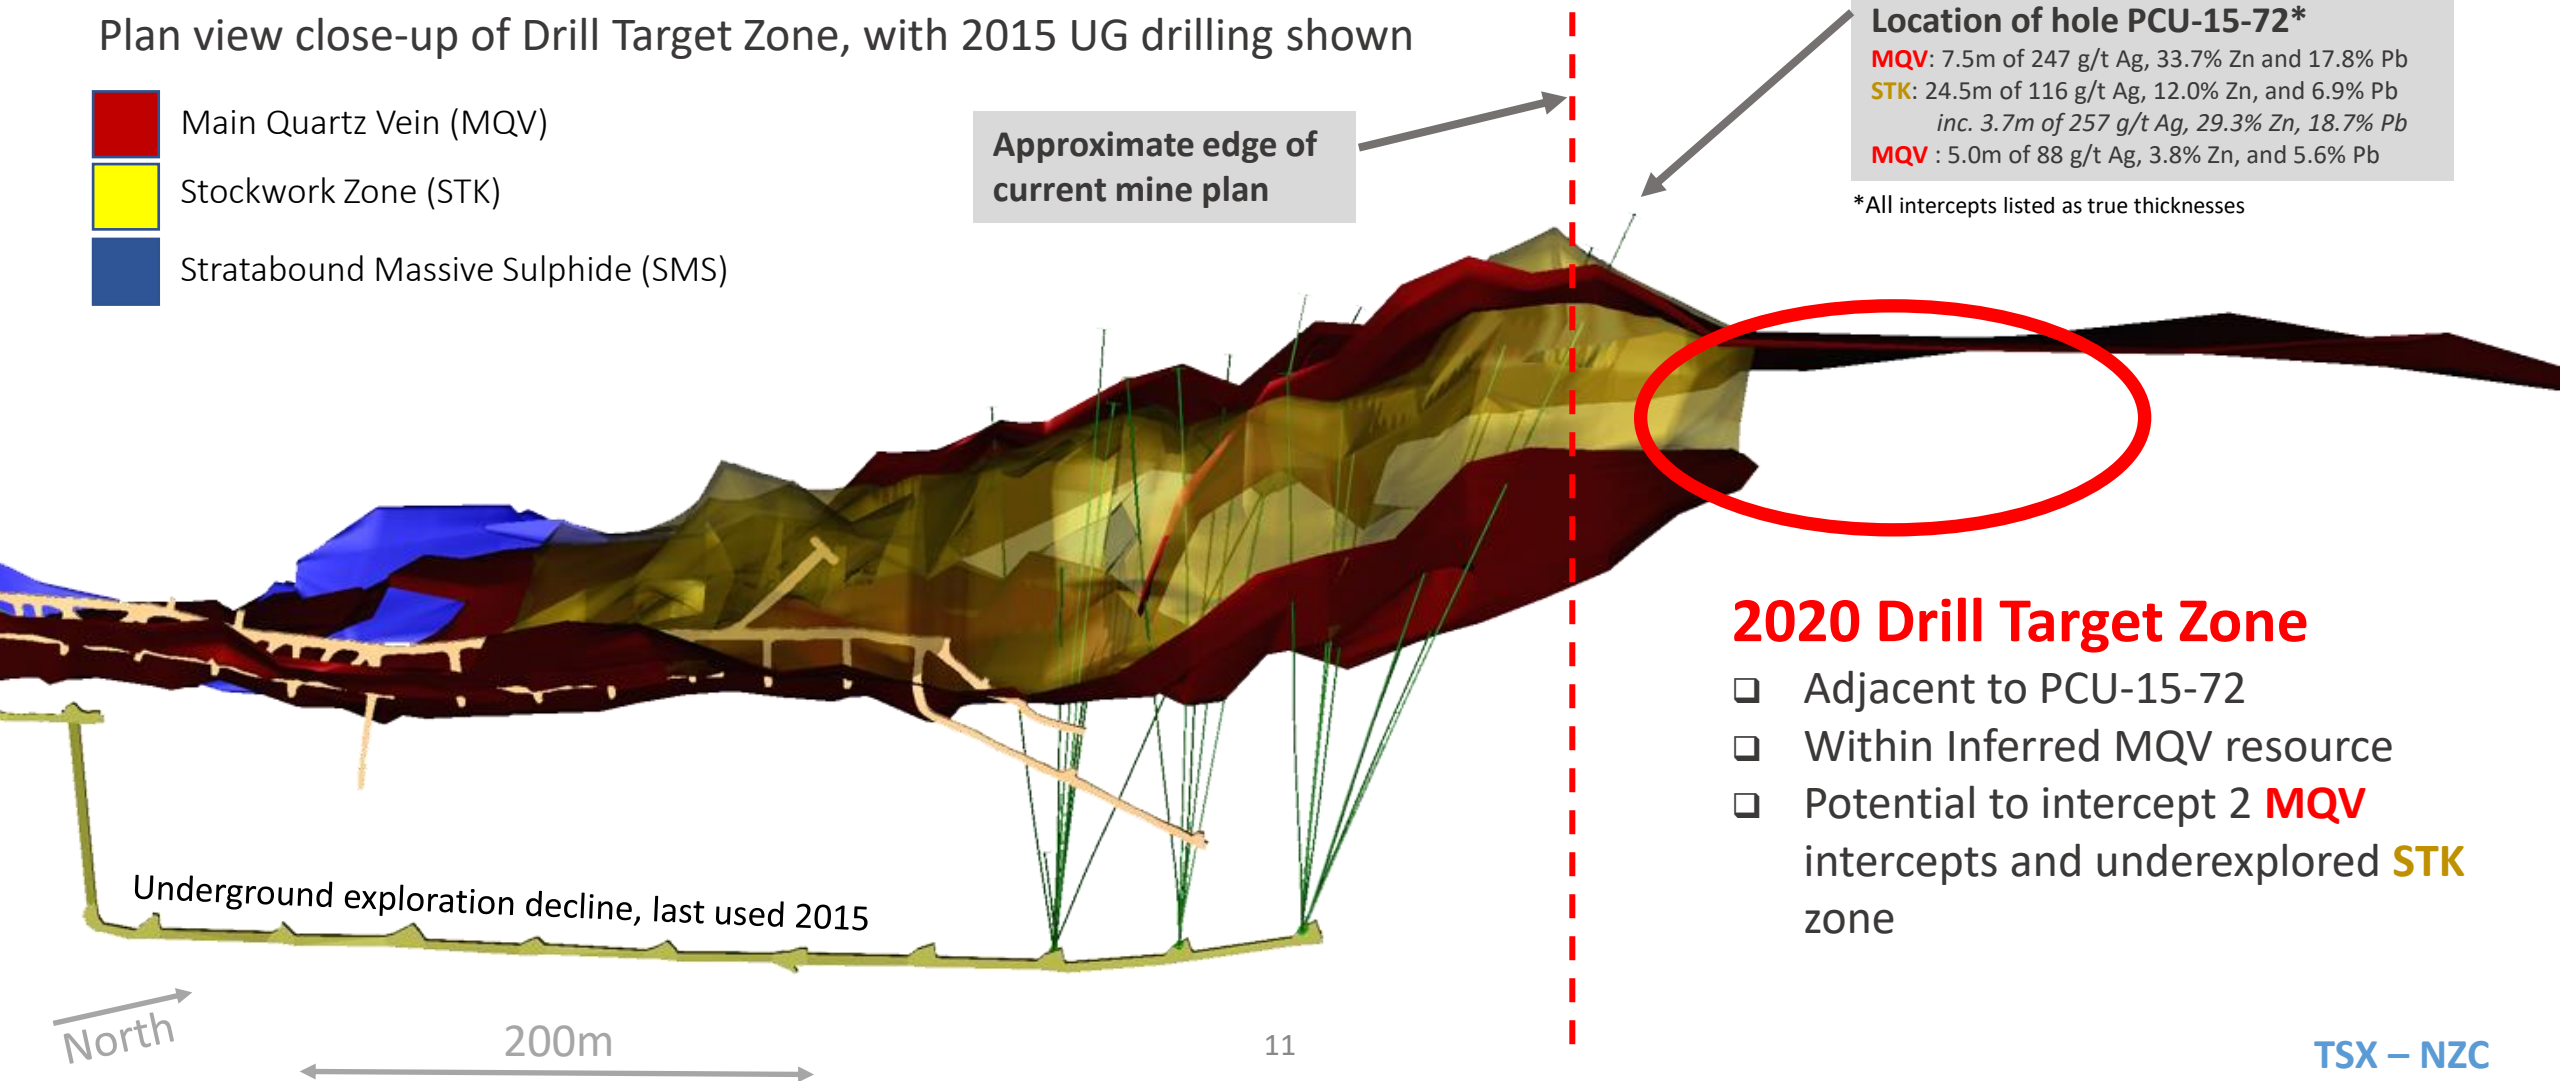 Plan view close-up of Drill Target Zone, with 2015 UG drilling shown
Main Quartz Vein (MQV)
Stockwork Zone (STK)
Stratabound Massive Sulphide (SMS)
Approximate edge of
current mine plan
Location of hole PCU-15-72*
MQV: 7.5m of 247 g/t Ag, 33.7% Zn and 17.8% Pb
STK: 24.5m of 116 g/t Ag, 12.0% Zn, and 6.9% Pb
inc. 3.7m of 257 g/t Ag, 29.3% Zn, 18.7% Pb
MQV : 5.0m of 88 g/t Ag, 3.8% Zn, and 5.6% Pb
*All intercepts listed as true thicknesses
2020 Drill Target Zone
❑ Adjacent to PCU-15-72
❑ Within Inferred MQV resource
❑ Potential to intercept 2 MQV
intercepts and underexplored STK
zone
Underground exploration decline, last used 2015
North
200m
11
TSX – NZC